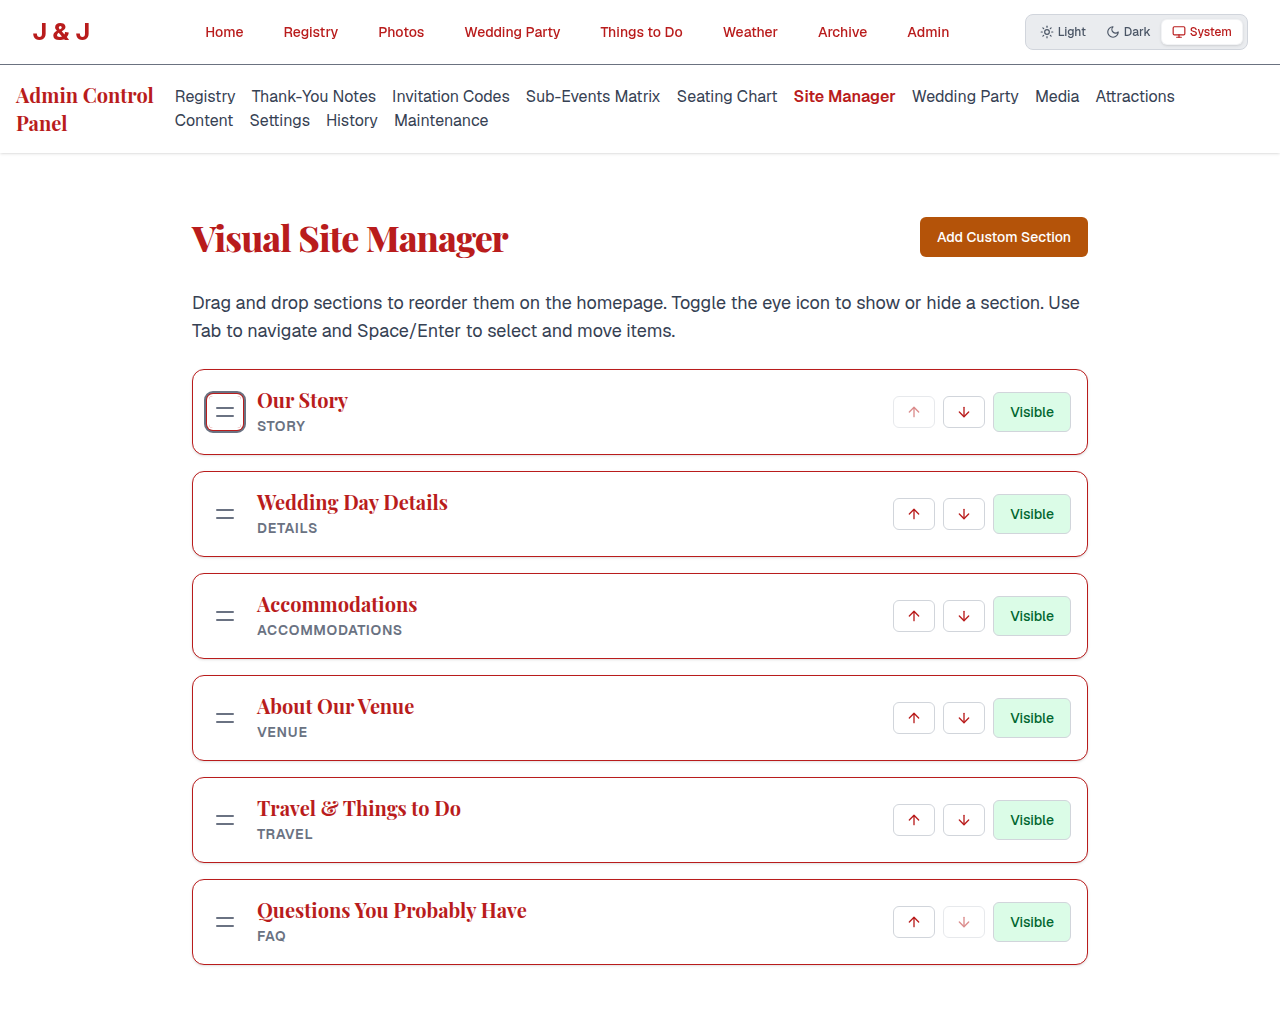 J & J
Home Registry Photos Wedding Party Things to Do Weather Archive Admin
Light Dark System
Admin Control Panel
Registry Thank-You Notes Invitation Codes Sub-Events Matrix Seating Chart Site Manager Wedding Party Media Attractions
Content Settings History Maintenance
Visual Site Manager
Add Custom Section
Drag and drop sections to reorder them on the homepage. Toggle the eye icon to show or hide a section. Use
Tab to navigate and Space/Enter to select and move items.
Our Story
STORY
Visible
Wedding Day Details
DETAILS
Visible
Accommodations
ACCOMMODATIONS
Visible
About Our Venue
VENUE
Visible
Travel & Things to Do
TRAVEL
Visible
Questions You Probably Have
FAQ
Visible